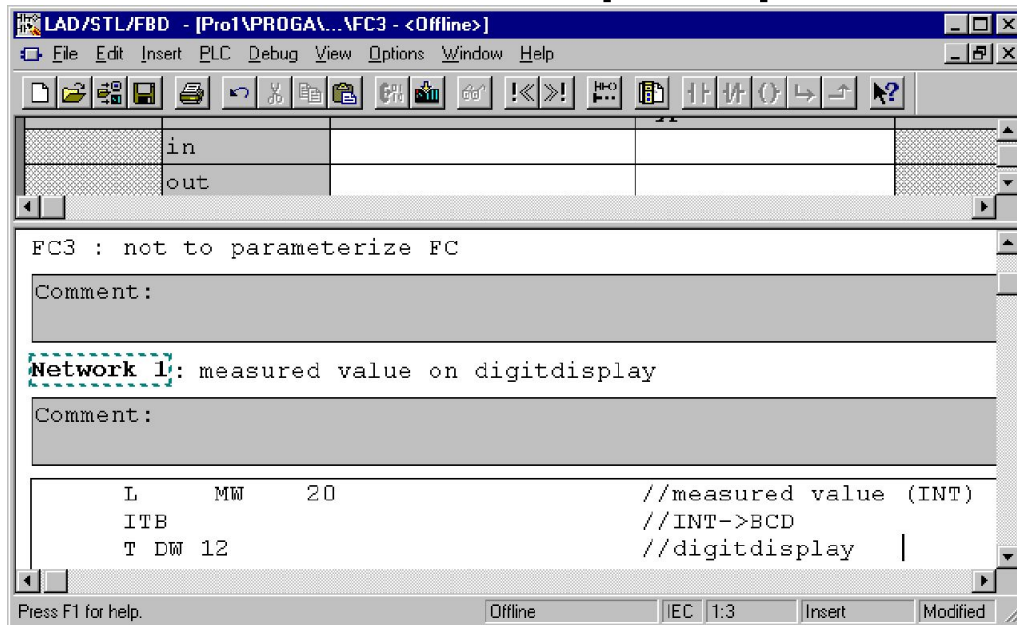 LAD/STL/FBD - [Pro1\PROGA\...\FC3 - <Offline>]
File Edit Insert PLC Debug View Options Window Help
in
out
FC3 : not to parameterize FC
Comment:
Network 1: measured value on digitdisplay
Comment:
L MW 20 //measured value (INT)
ITB //INT->BCD
T DW 12 //digitdisplay
Press F1 for help. Offline IEC 1:3 Insert Modified